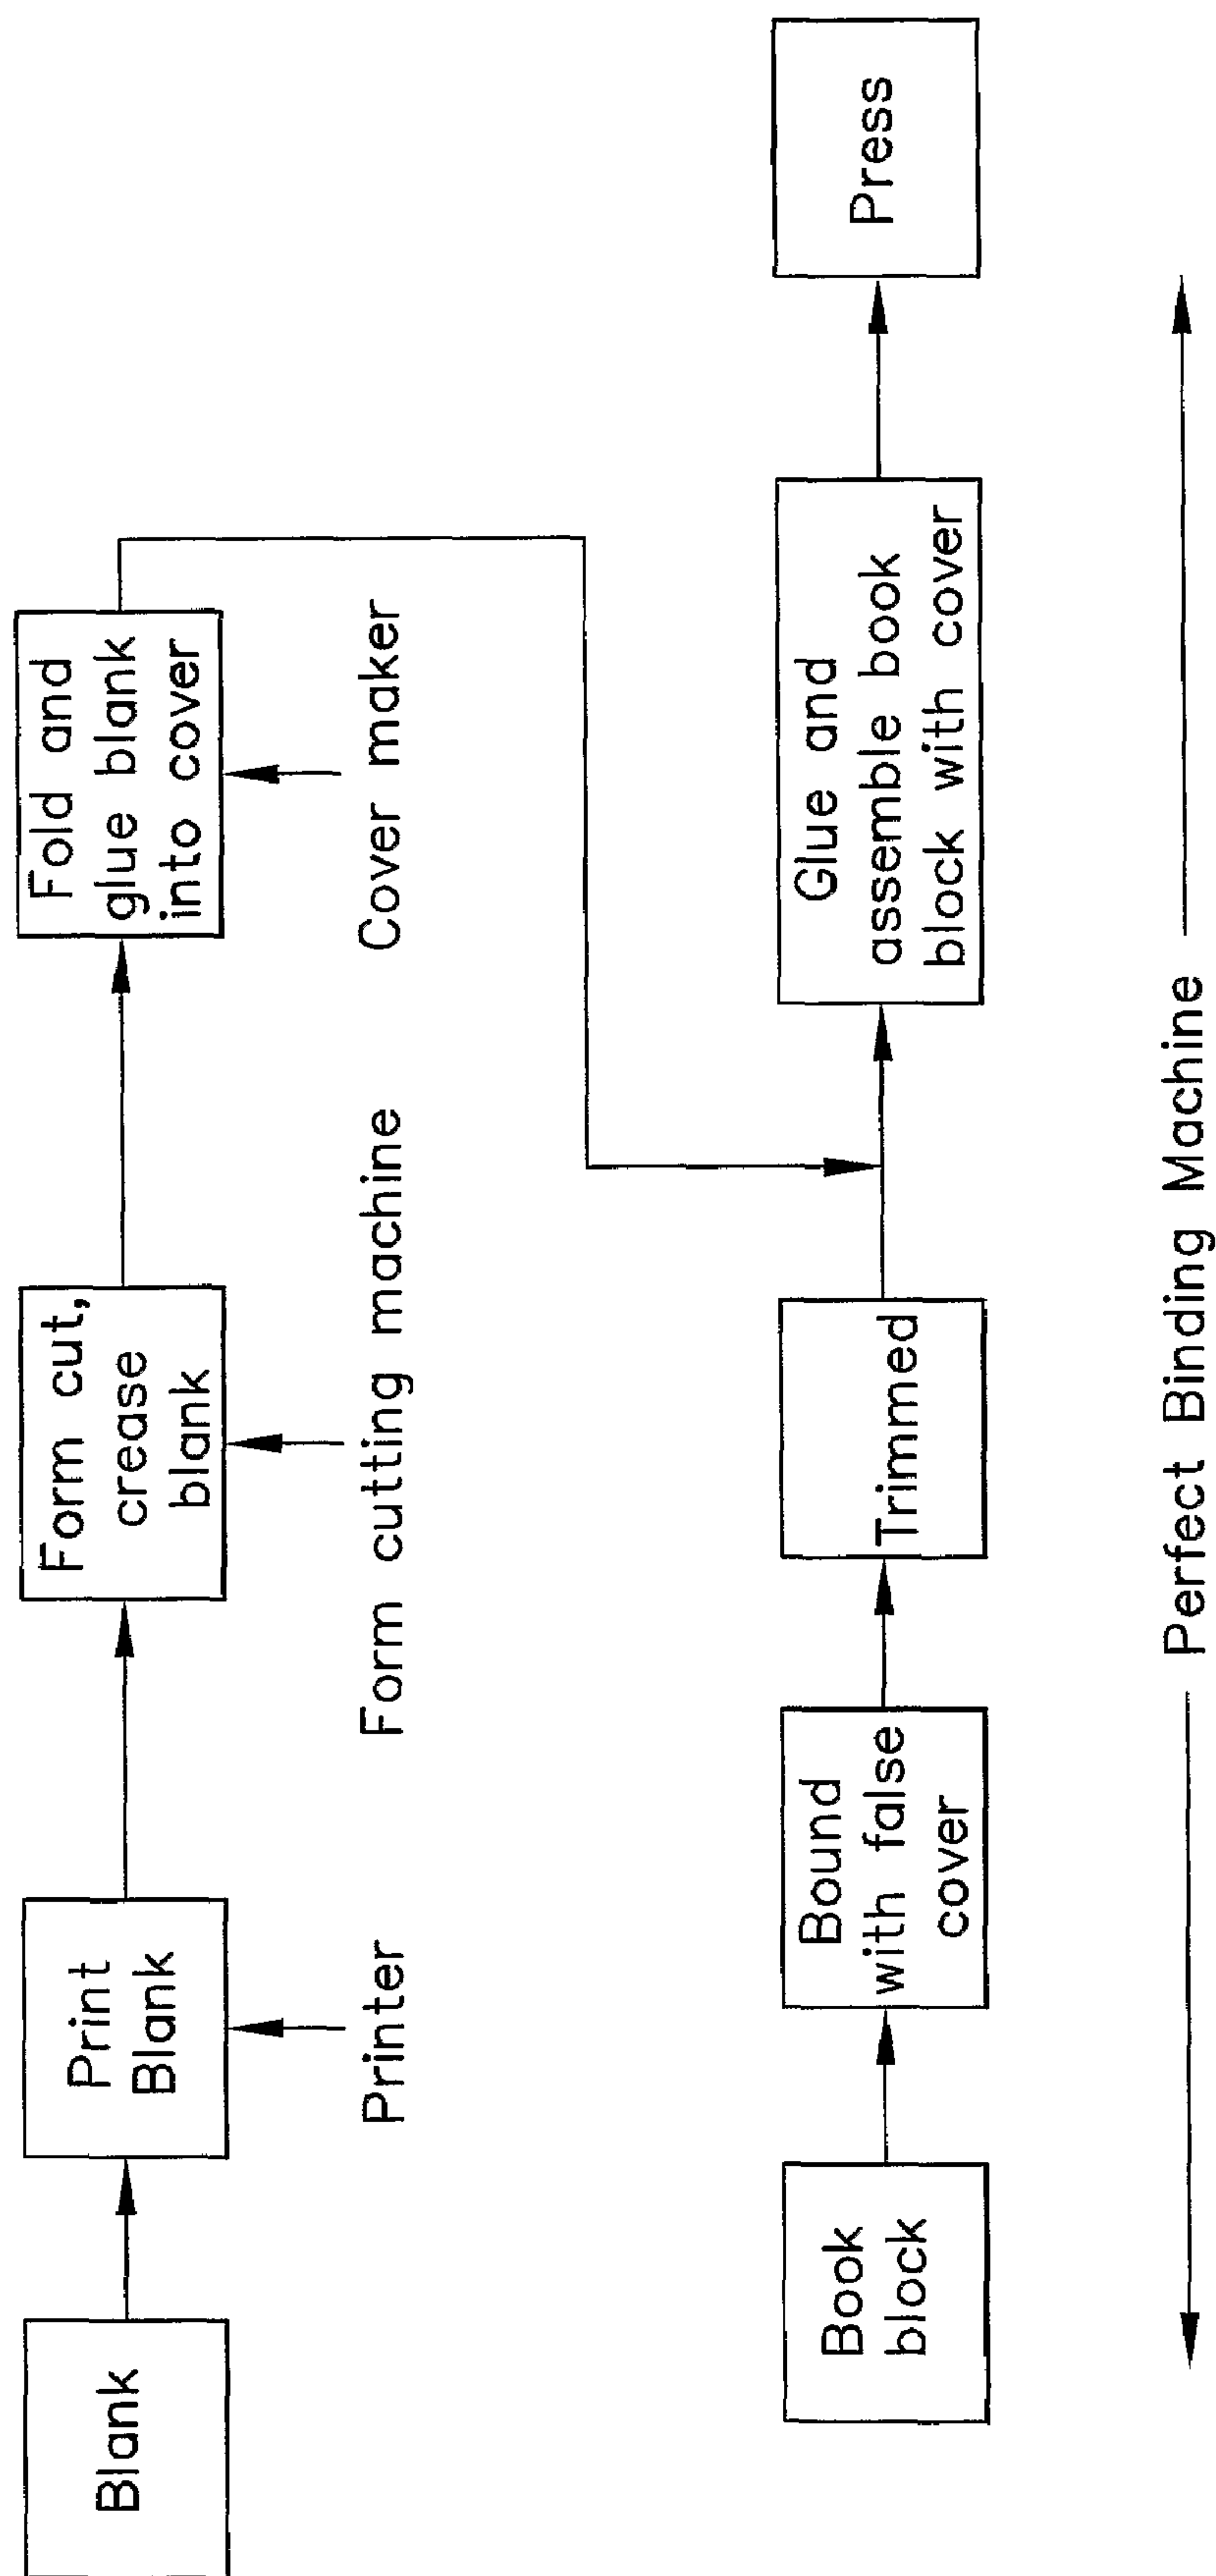 Blank
Print
Blank
Form cut,
crease
blank
Fold and
glue blank
into cover
Printer
Form cutting machine
Cover maker
Book
block
Bound
with false
cover
Trimmed
Glue and
assemble book
block with cover
Press
Perfect Binding Machine